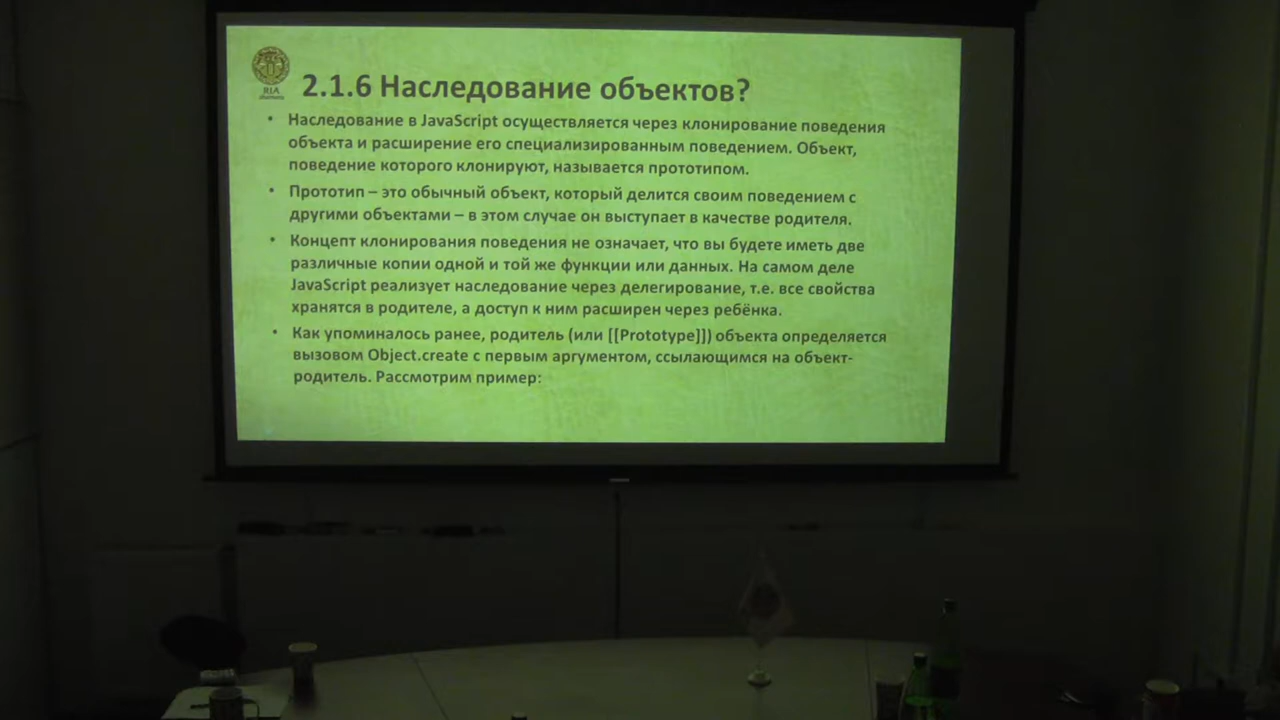 RIA
2.1.6 Наследование объектов?
• Наследование в JavaScript осуществляется через клонирование поведения
объекта и расширение его специализированным поведением. Объект,
поведение которого клонируют, называется прототипом.
• Прототип – это обычный объект, который делится своим поведением с
другими объектами – в этом случае он выступает в качестве родителя.
• Концепт клонирования поведения не означает, что вы будете иметь две
различные копии одной и той же функции или данных. На самом деле
JavaScript реализует наследование через делегирование, т.е. все свойства
хранятся в родителе, а доступ к ним расширен через ребёнка.
• Как упоминалось ранее, родитель (или [[Prototype]]) объекта определяется
вызовом Object.create с первым аргументом, ссылающимся на объект-
родитель. Рассмотрим пример: